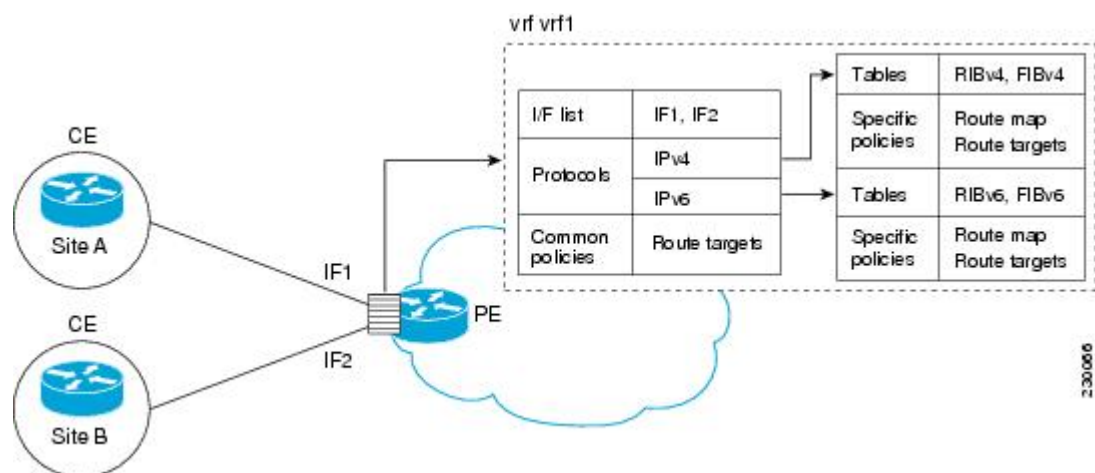 vrf vrf1
I/F list
IF1, IF2
Protocols
IPv4
IPv6
Common
policies
Route targets
Tables
RIBv4, FIBv4
Specific
policies
Route map
Route targets
Tables
RIBv6, FIBv6
Specific
policies
Route map
Route targets
CE
Site A
IF1
CE
Site B
IF2
PE
230066